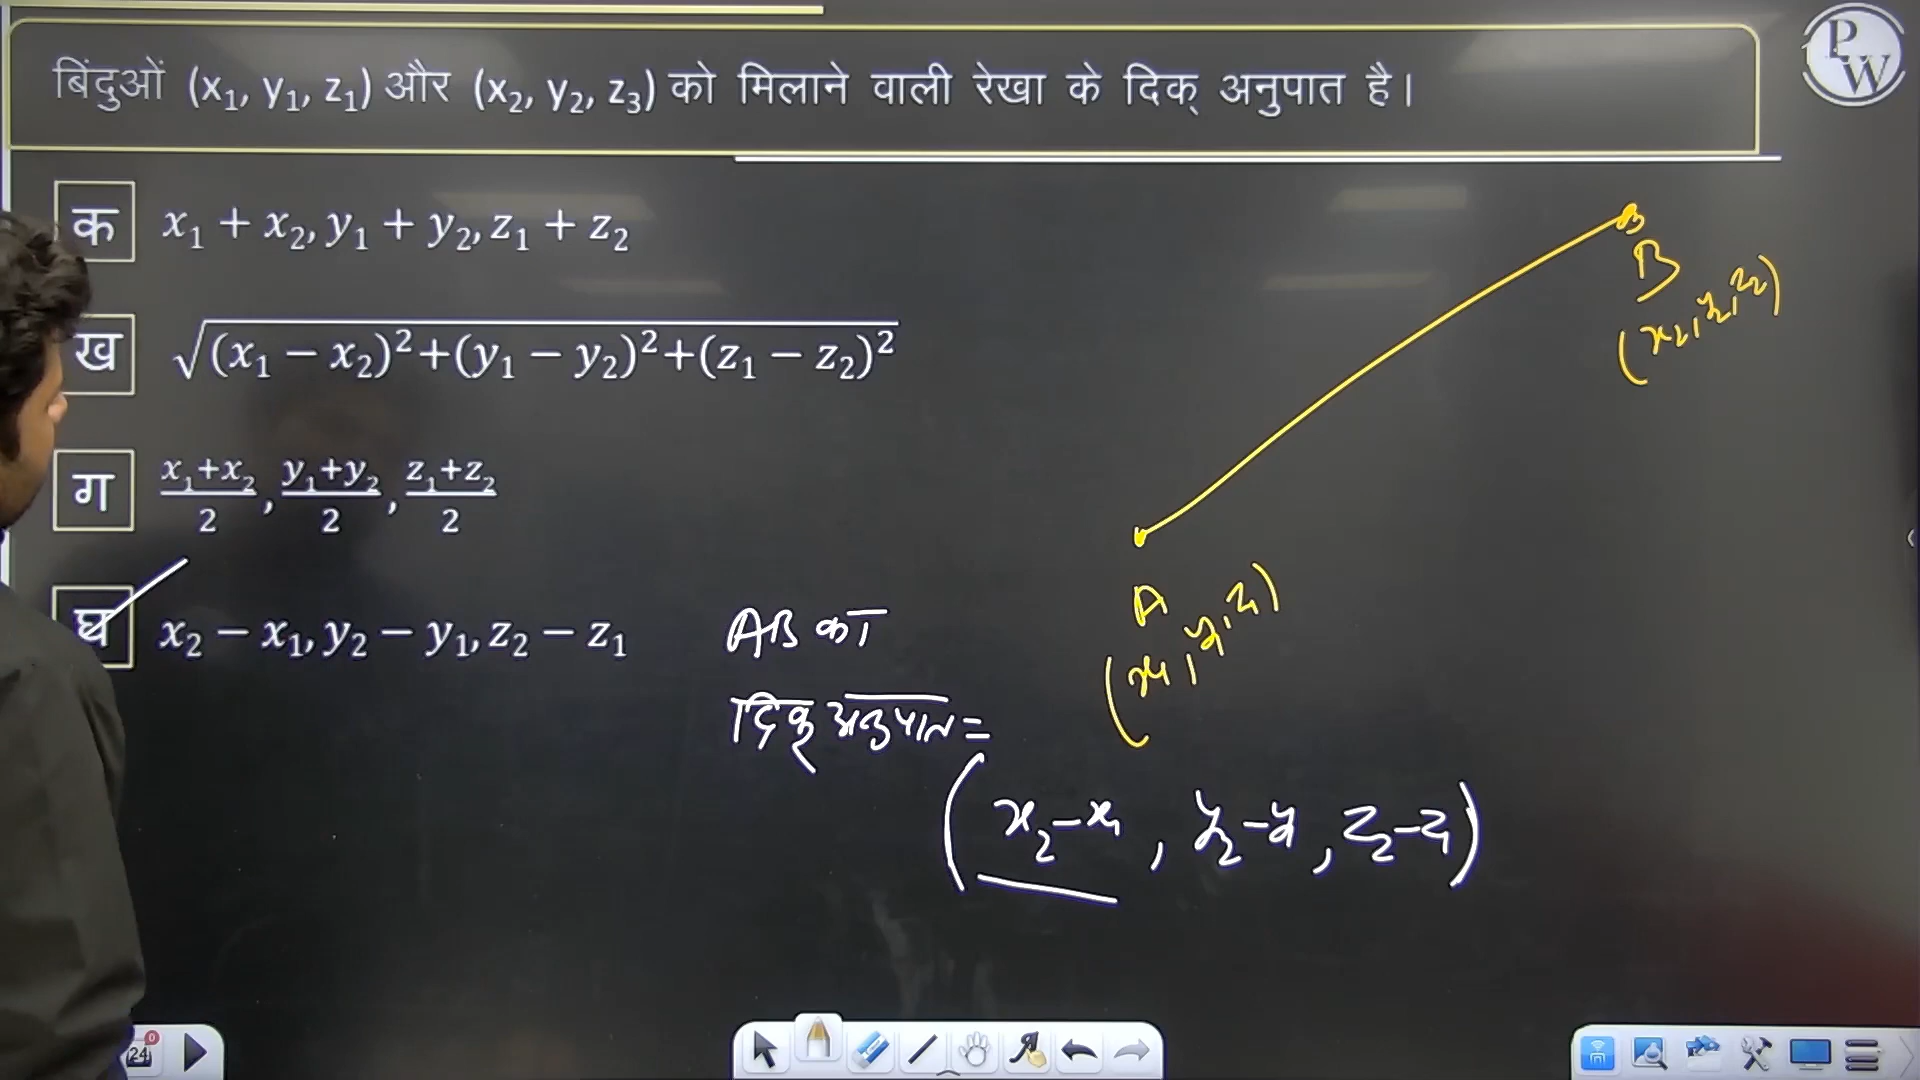 बिंदुओं (x₁, y₁, z₁) और (x₂, y₂, z₃) को मिलाने वाली रेखा के दिक् अनुपात है।
PW
क x₁ + x₂, y₁ + y₂, z₁ + z₂
ख √(x₁ − x₂)²+(y₁ − y₂)²+(z₁ − z₂)²
ग x₁+x₂/2, y₁+y₂/2, z₁+z₂/2
घ x₂ − x₁, y₂ − y₁, z₂ − z₁
B
(x₂, y₂, z₂)
A
(x₁, y₁, z₁)
AB का
दिक् अनुपात =
(x₂−x₁, y₂−y₁, z₂−z₁)
24
0